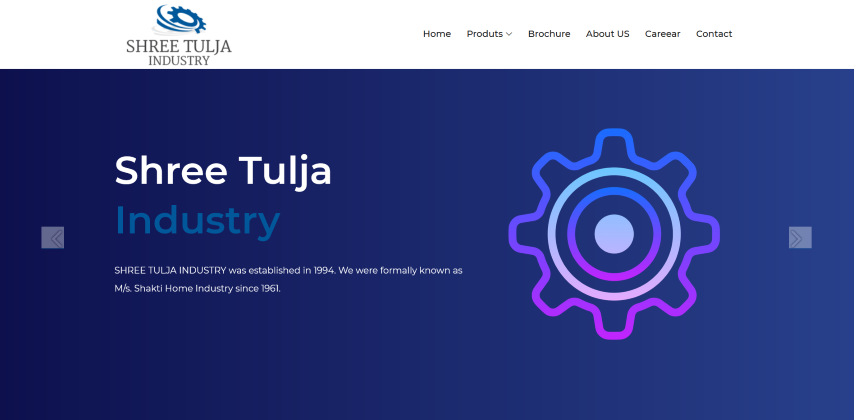 SHREE TULJA
INDUSTRY
Home Produts Brochure About US Careear Contact
Shree Tulja
Industry
SHREE TULJA INDUSTRY was established in 1994. We were formally known as
M/s. Shakti Home Industry since 1961.